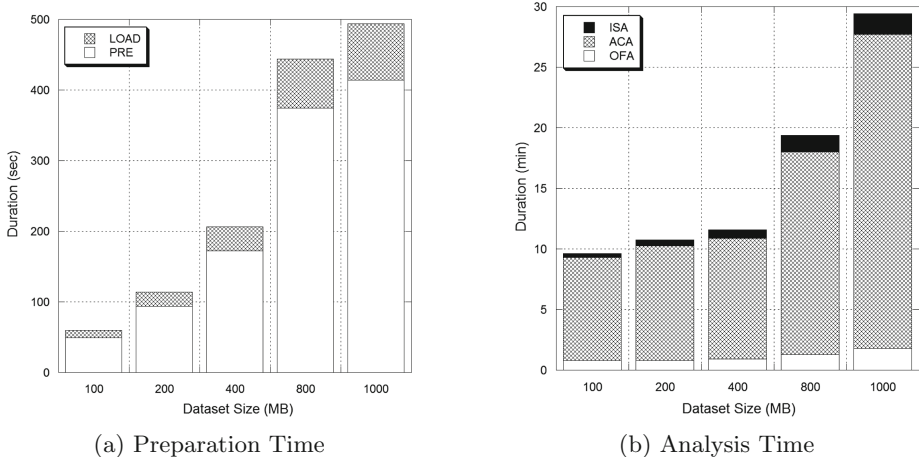 500
400
300
200
100
0
Duration (sec)
LOAD
PRE
100 200 400 800 1000
Dataset Size (MB)
(a) Preparation Time
30
25
20
15
10
5
0
Duration (min)
ISA
ACA
OFA
100 200 400 800 1000
Dataset Size (MB)
(b) Analysis Time